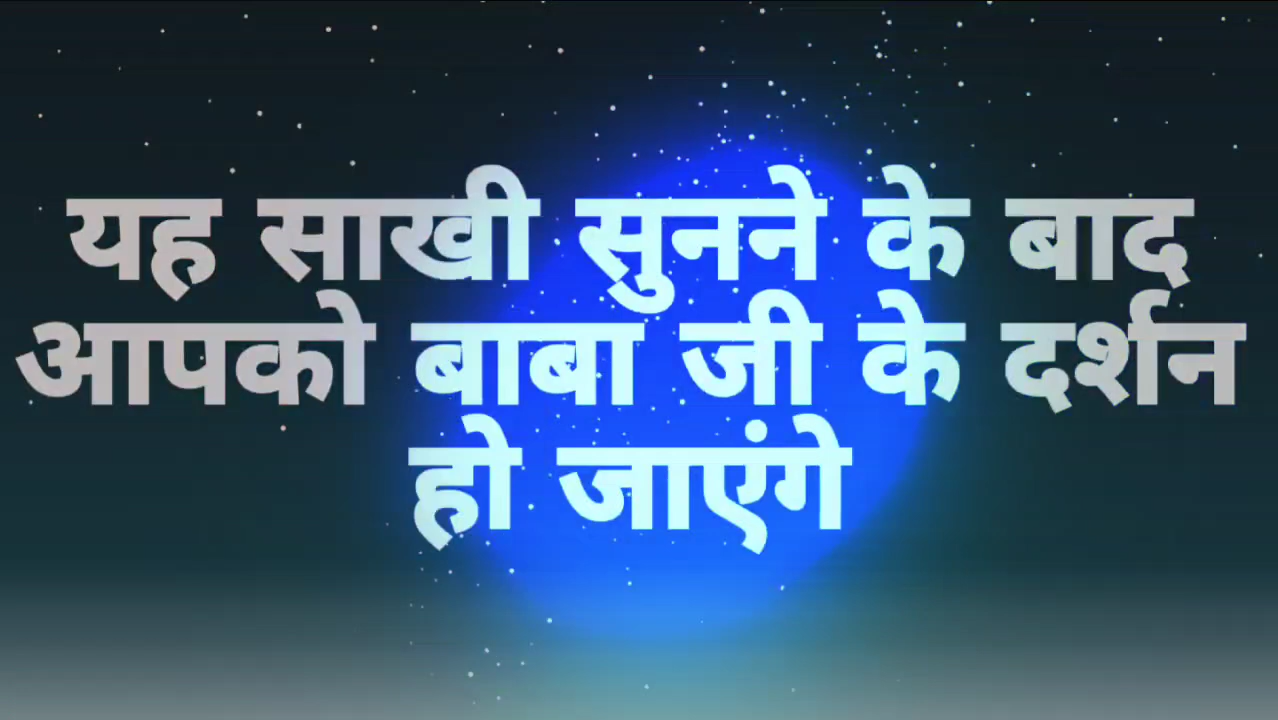 यह साखी सुनने के बाद
आपको बाबा जी के दर्शन
हो जाएंगे